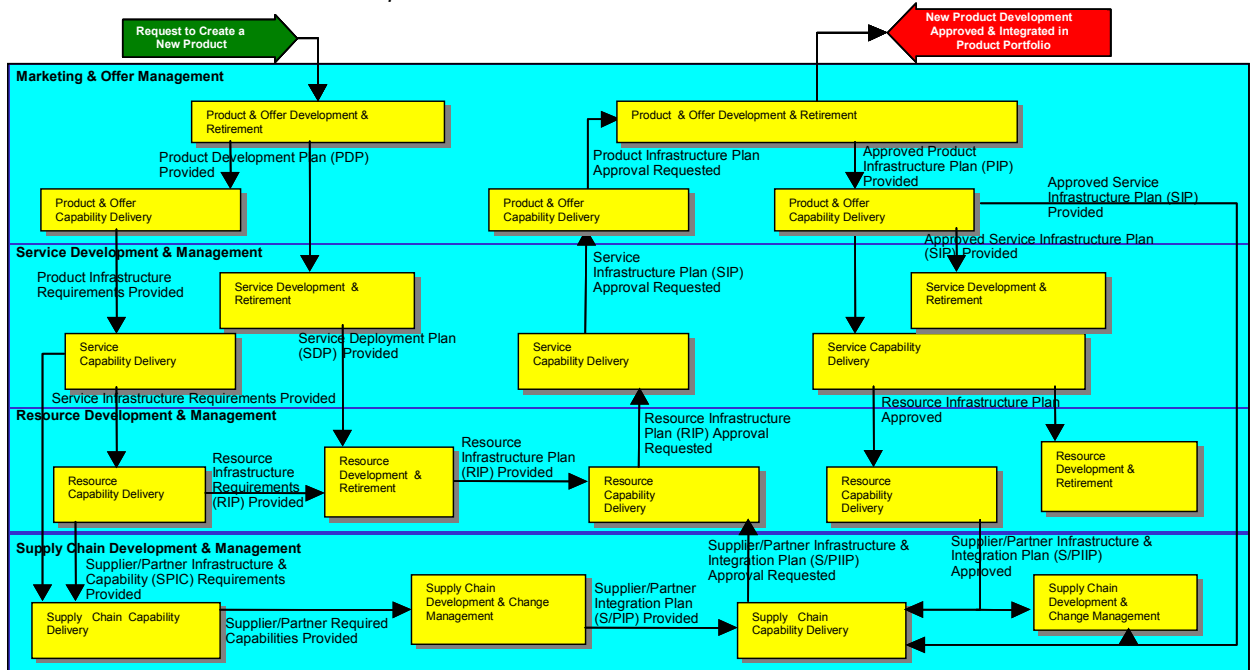 Request to Create a
New Product
New Product Development
Approved & Integrated in
Product Portfolio
Marketing & Offer Management
Product & Offer Development &
Retirement
Product & Offer Development & Retirement
Product Development Plan (PDP)
Provided
Product Infrastructure Plan
Approval Requested
Approved Product
Infrastructure Plan (PIP)
Provided
Approved Service
Infrastructure Plan (SIP)
Provided
Product & Offer
Capability Delivery
Product & Offer
Capability Delivery
Product & Offer
Capability Delivery
Approved Service Infrastructure Plan
(SIP) Provided
Service Development & Management
Product Infrastructure
Requirements Provided
Service Development &
Retirement
Service
Infrastructure Plan (SIP)
Approval Requested
Service Development &
Retirement
Service
Capability Delivery
Service Deployment Plan
(SDP) Provided
Service
Capability Delivery
Service Capability
Delivery
Service Infrastructure Requirements Provided
Resource Infrastructure Plan
Approved
Resource Development & Management
Resource Infrastructure
Plan (RIP) Approval
Requested
Resource
Capability Delivery
Resource
Infrastructure
Requirements
(RIP) Provided
Resource
Development &
Retirement
Resource
Infrastructure Plan
(RIP) Provided
Resource
Capability
Delivery
Resource
Capability
Delivery
Resource
Development &
Retirement
Supply Chain Development & Management
Supplier/Partner Infrastructure &
Capability (SPIC) Requirements
Provided
Supplier/Partner Infrastructure &
Integration Plan (S/PIIP)
Approval Requested
Supplier/Partner Infrastructure &
Integration Plan (S/PIIP)
Approved
Supply Chain Capability
Delivery
Supplier/Partner Required
Capabilities Provided
Supply Chain
Development & Change
Management
Supplier/Partner
Integration Plan
(S/PIP) Provided
Supply Chain
Capability Delivery
Supply Chain
Development &
Change Management